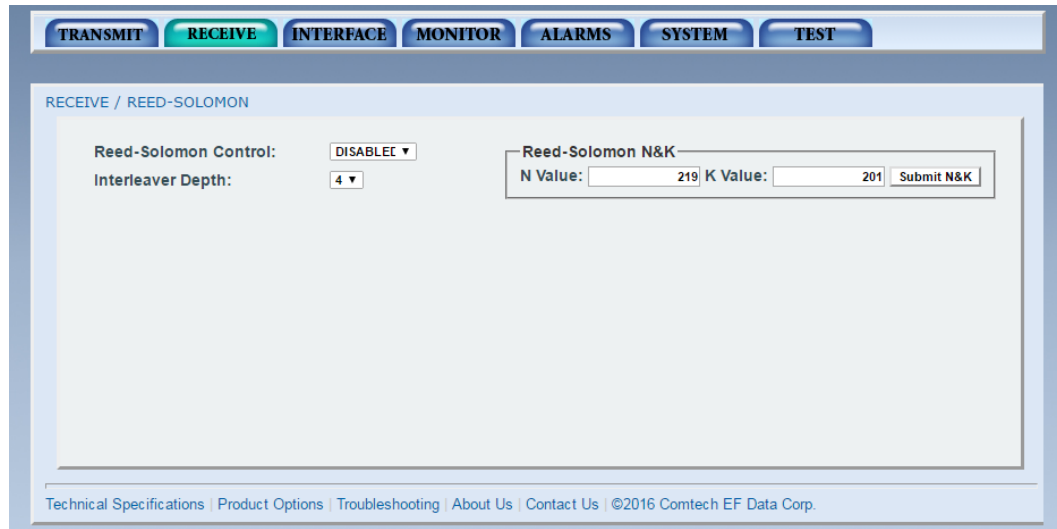 TRANSMIT RECEIVE INTERFACE MONITOR ALARMS SYSTEM TEST
RECEIVE / REED-SOLOMON
Reed-Solomon Control: DISABLED
Interleaver Depth: 4
Reed-Solomon N&K
N Value: 219 K Value: 201 Submit N&K
Technical Specifications | Product Options | Troubleshooting | About Us | Contact Us | ©2016 Comtech EF Data Corp.